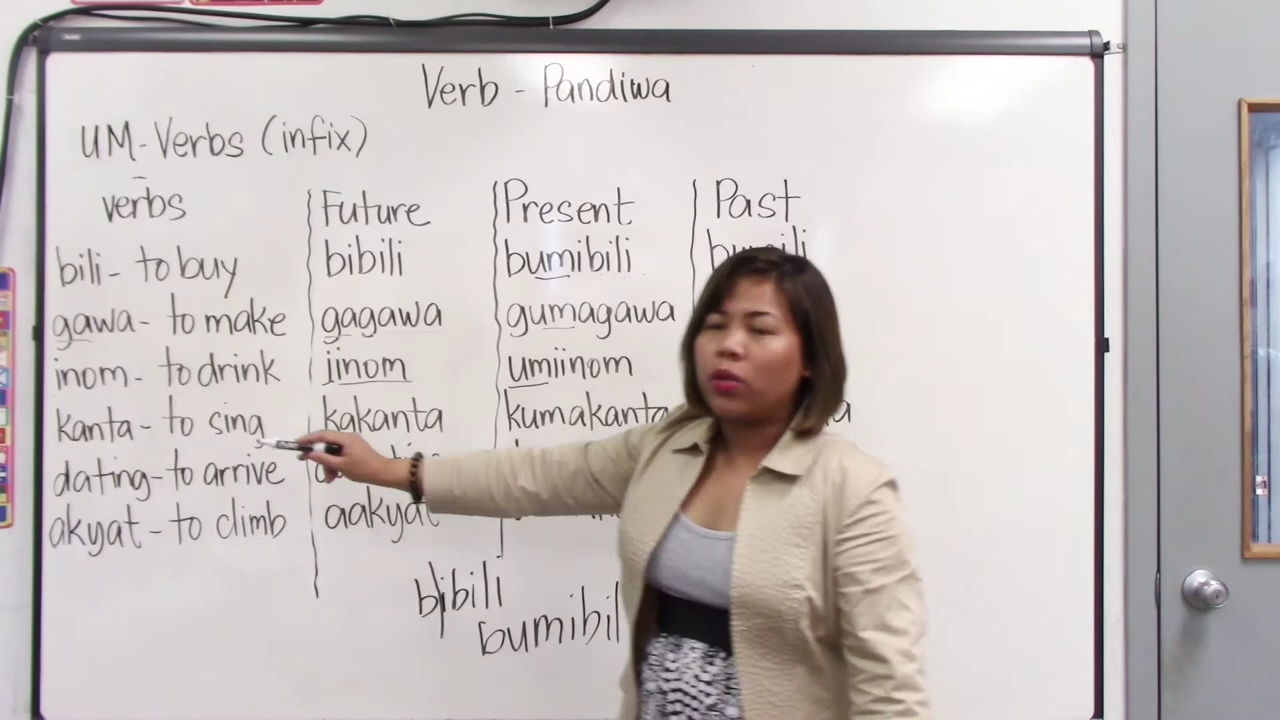 Verb - Pandiwa
UM-Verbs (infix)
verbs Future Present Past
bili - to buy bibili bumibili
gawa - to make gagawa gumagawa
inom - to drink iinom umiinom
kanta - to sing kakanta kumakanta
dating - to arrive
akyat - to climb aakyat
bibili
bumibil